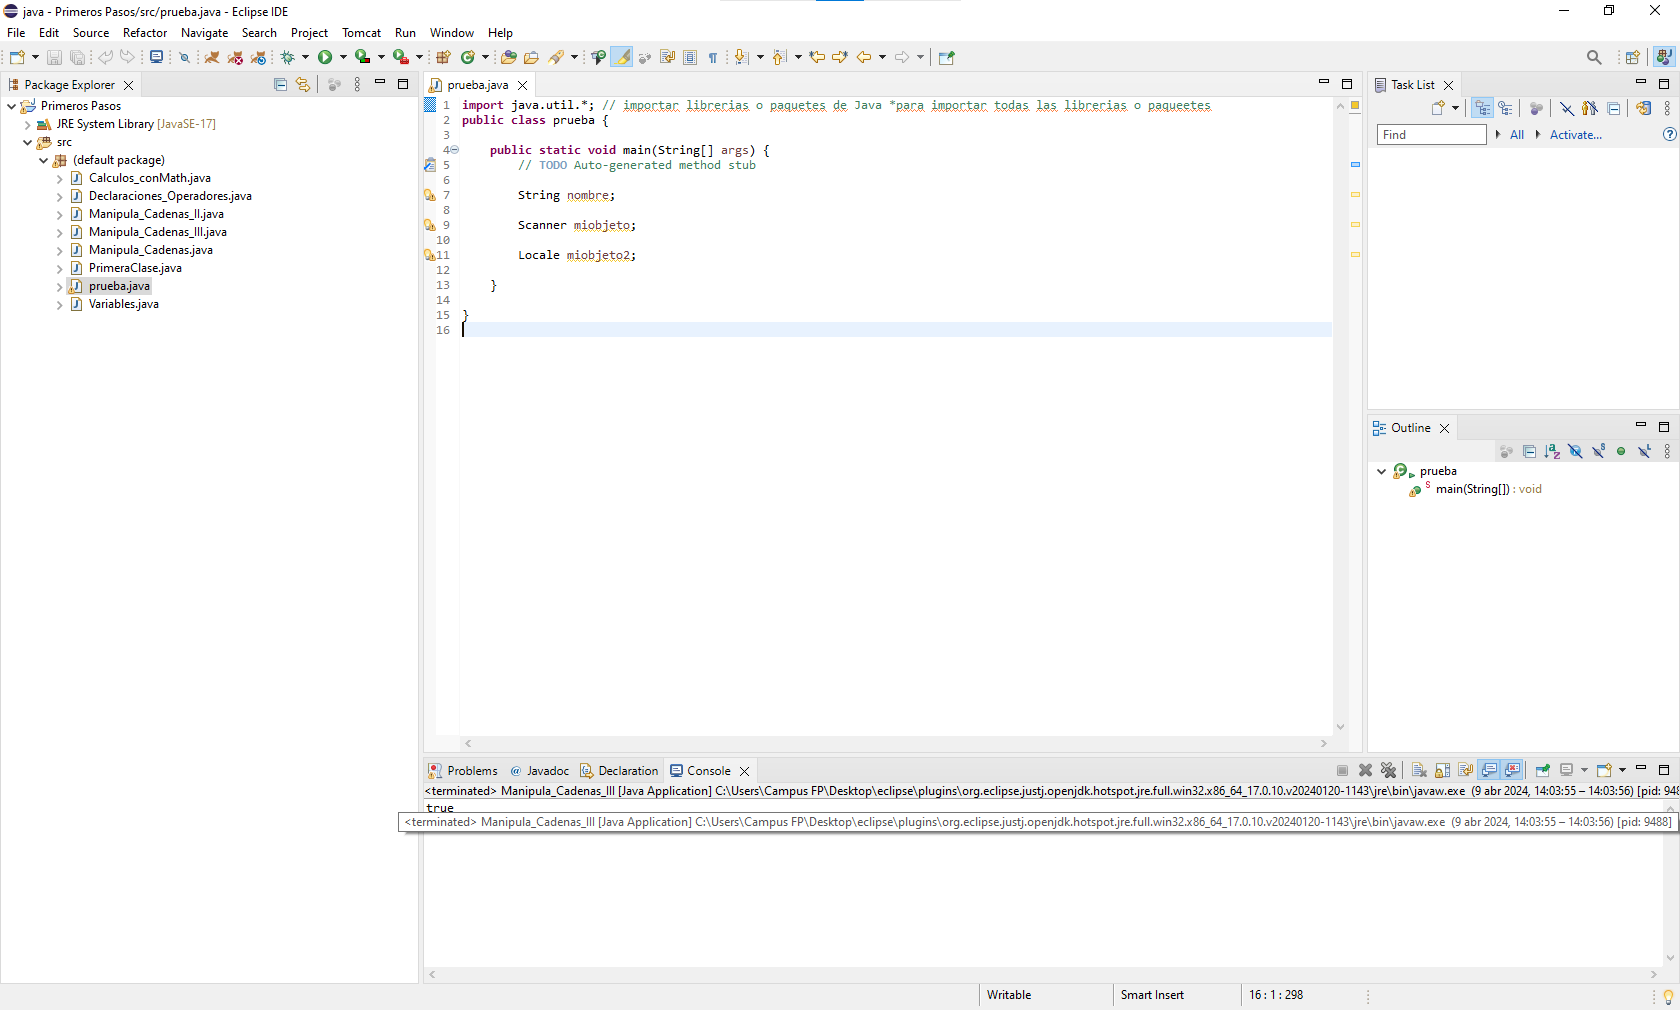 java - Primeros Pasos/src/prueba.java - Eclipse IDE
File Edit Source Refactor Navigate Search Project Tomcat Run Window Help
Package Explorer
Primeros Pasos
JRE System Library [JavaSE-17]
src
(default package)
Calculos_conMath.java
Declaraciones_Operadores.java
Manipula_Cadenas_II.java
Manipula_Cadenas_III.java
Manipula_Cadenas.java
PrimeraClase.java
prueba.java
Variables.java
prueba.java
1 import java.util.*; // importar librerias o paquetes de Java *para importar todas las librerias o paqueetes
2 public class prueba {
3
4 public static void main(String[] args) {
5 // TODO Auto-generated method stub
6
7 String nombre;
8
9 Scanner miobjeto;
10
11 Locale miobjeto2;
12
13 }
14
15 }
16
Task List
Find All Activate...
Outline
prueba
main(String[]) : void
Problems @ Javadoc Declaration Console
<terminated> Manipula_Cadenas_III [Java Application] C:\Users\Campus FP\Desktop\eclipse\plugins\org.eclipse.justj.openjdk.hotspot.jre.full.win32.x86_64_17.0.10.v20240120-1143\jre\bin\javaw.exe (9 abr 2024, 14:03:55 – 14:03:56) [pid: 948
true
<terminated> Manipula_Cadenas_III [Java Application] C:\Users\Campus FP\Desktop\eclipse\plugins\org.eclipse.justj.openjdk.hotspot.jre.full.win32.x86_64_17.0.10.v20240120-1143\jre\bin\javaw.exe (9 abr 2024, 14:03:55 – 14:03:56) [pid: 9488]
Writable Smart Insert 16 : 1 : 298